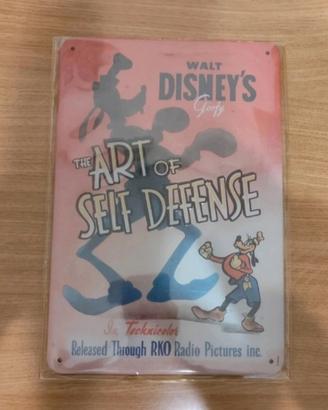 WALT
DISNEY'S
Goofy
THE ART OF
SELF DEFENSE
In Technicolor
Released Through RKO Radio Pictures inc.